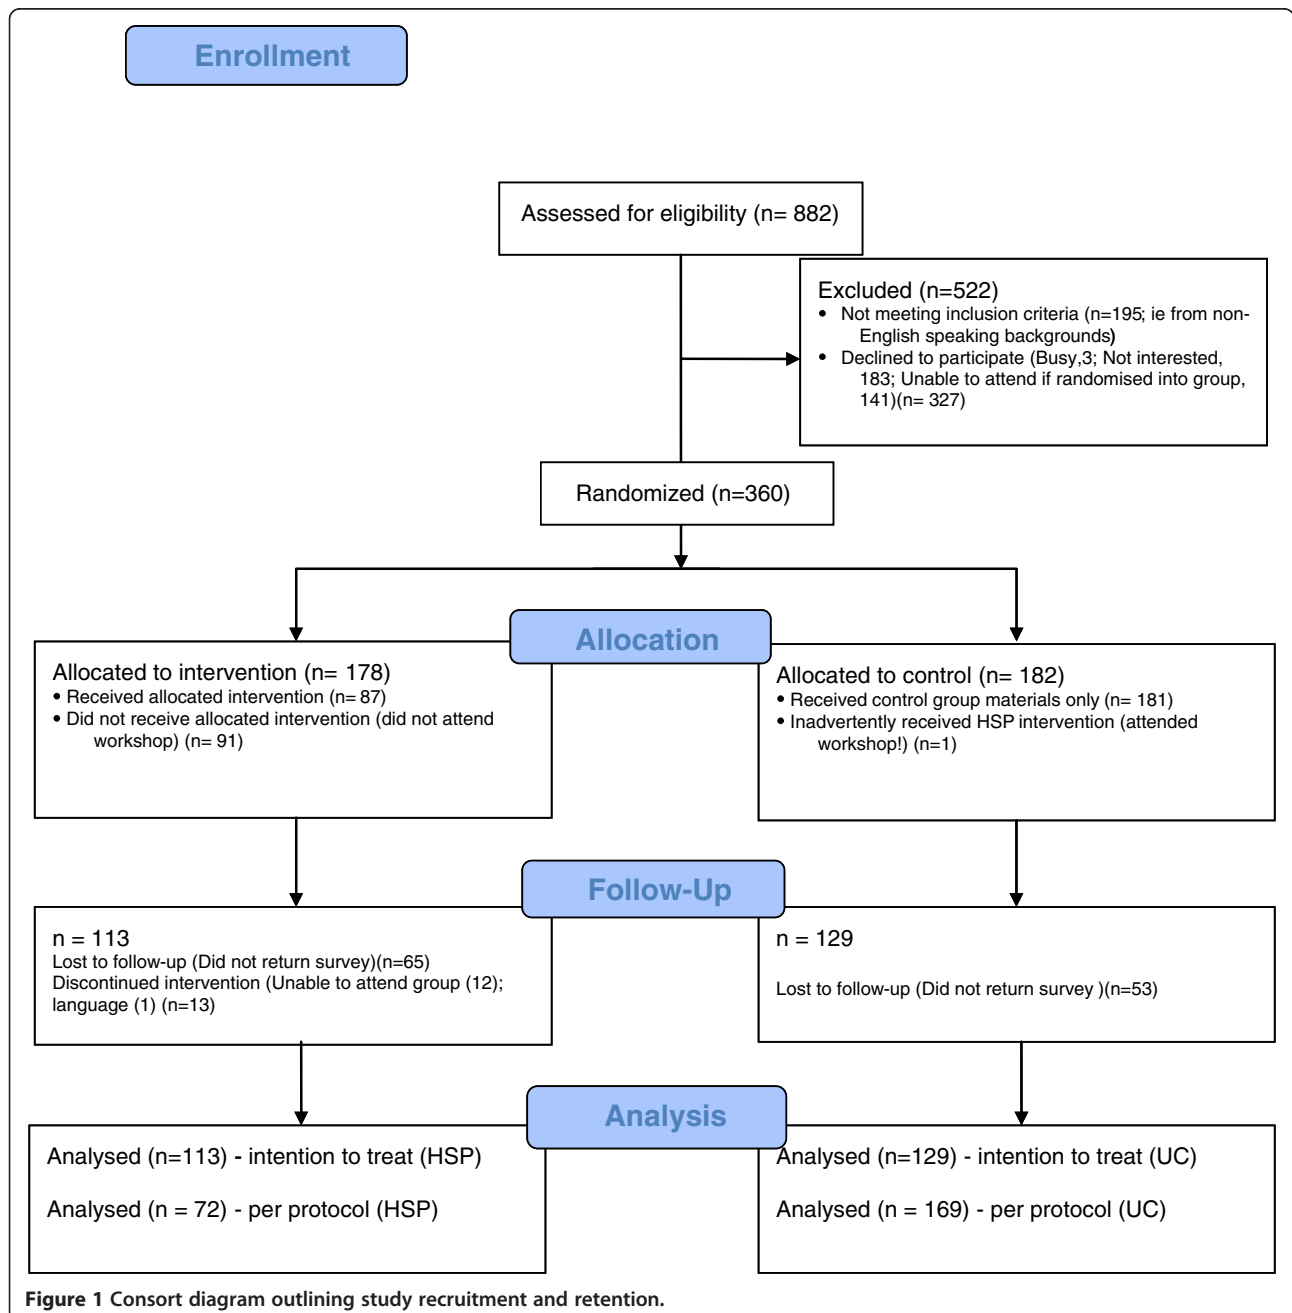 Enrollment
Assessed for eligibility (n= 882)
Excluded (n=522)
• Not meeting inclusion criteria (n=195; ie from non-
English speaking backgrounds)
• Declined to participate (Busy,3; Not interested,
183; Unable to attend if randomised into group,
141)(n= 327)
Randomized (n=360)
Allocation
Allocated to intervention (n= 178)
• Received allocated intervention (n= 87)
• Did not receive allocated intervention (did not attend
workshop) (n= 91)
Allocated to control (n= 182)
• Received control group materials only (n= 181)
• Inadvertently received HSP intervention (attended
workshop!) (n=1)
Follow-Up
n = 113
Lost to follow-up (Did not return survey)(n=65)
Discontinued intervention (Unable to attend group (12);
language (1) (n=13)
n = 129
Lost to follow-up (Did not return survey )(n=53)
Analysis
Analysed (n=113) - intention to treat (HSP)
Analysed (n = 72) - per protocol (HSP)
Analysed (n=129) - intention to treat (UC)
Analysed (n = 169) - per protocol (UC)
Figure 1 Consort diagram outlining study recruitment and retention.